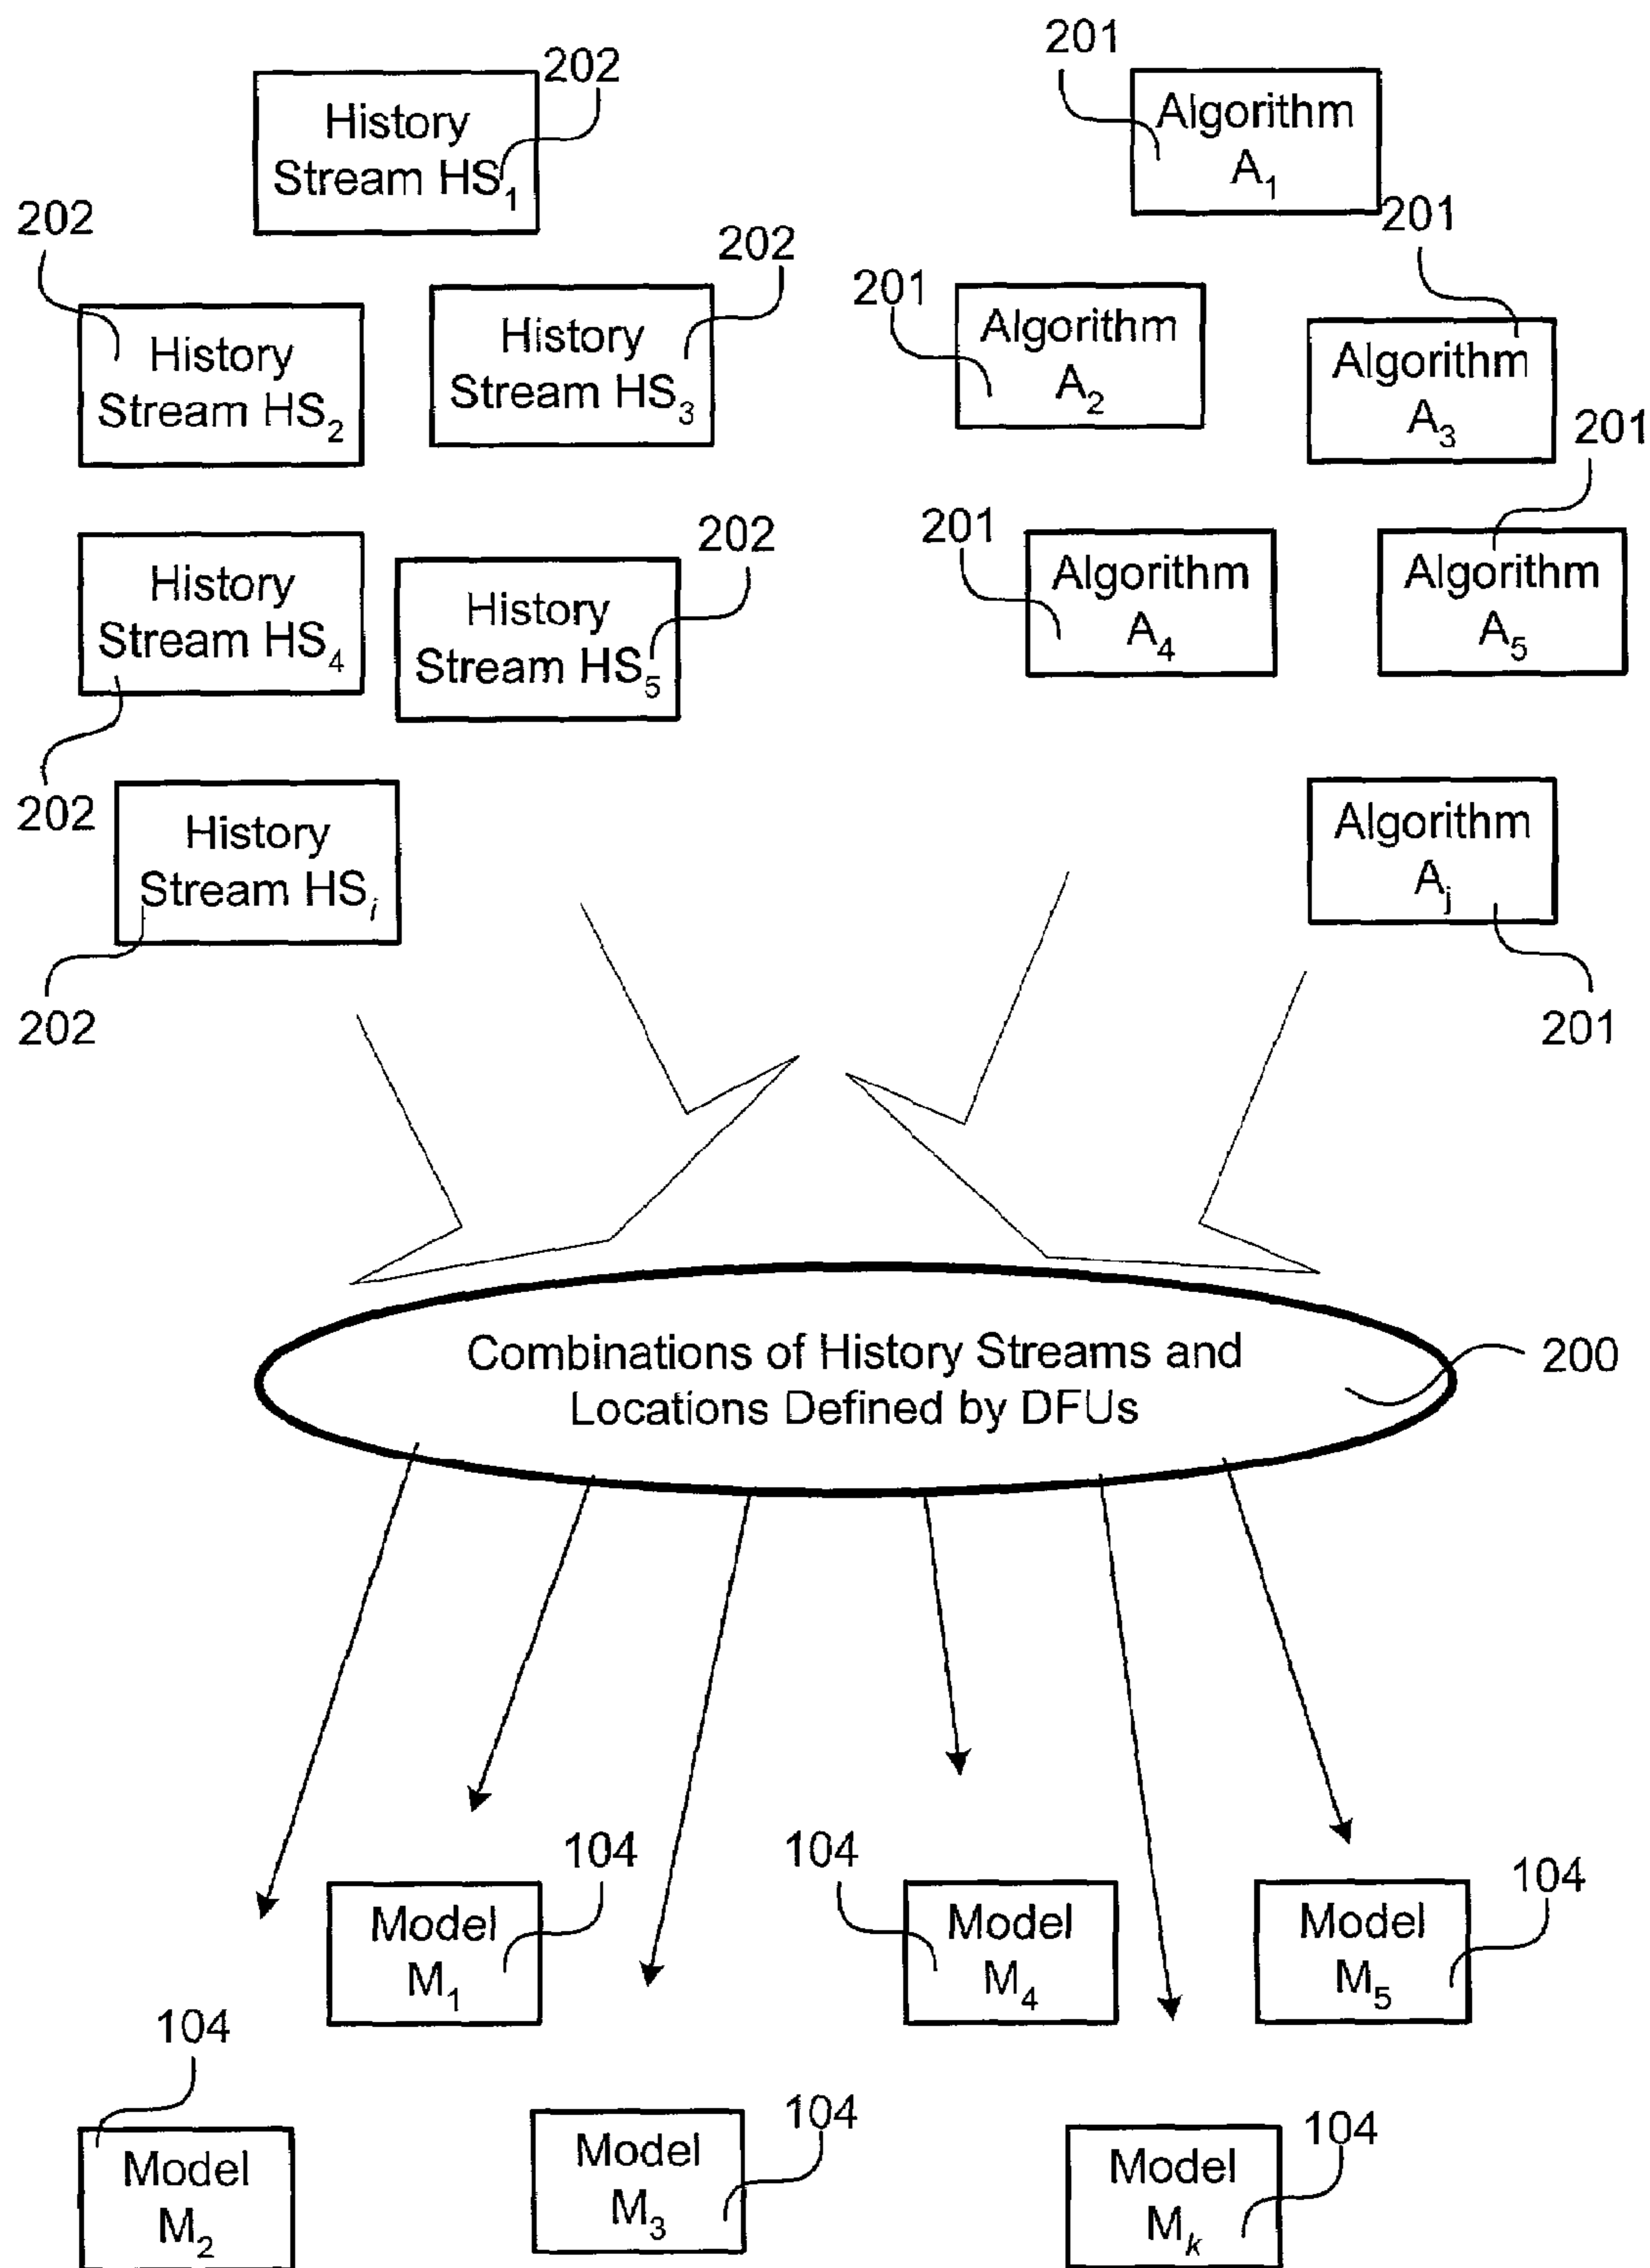 201
202
History
Stream HS₁
Algorithm
A₁
202
202
201
201
History
Stream HS₂
History
Stream HS₃
Algorithm
A₂
Algorithm
A₃
202
201
201
History
Stream HS₄
History
Stream HS₅
Algorithm
A₄
Algorithm
A₅
202
History
Stream HSᵢ
Algorithm
Aⱼ
202
201
Combinations of History Streams and
Locations Defined by DFUs
200
104
104
104
Model
M₁
Model
M₄
Model
M₅
104
104
104
Model
M₂
Model
M₃
Model
Mₖ